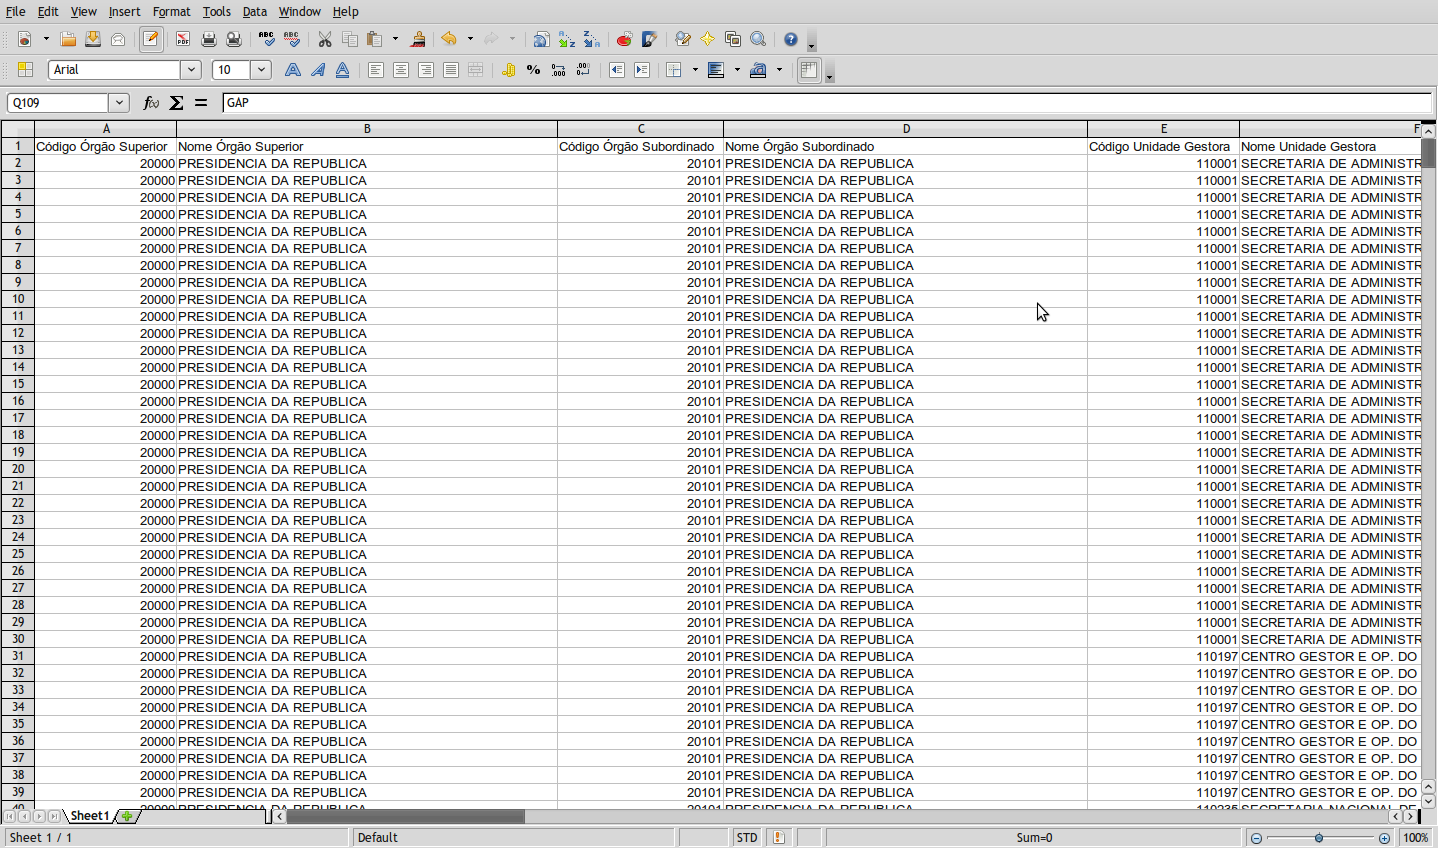 File Edit View Insert Format Tools Data Window Help
Arial 10
Q109 GAP
A B C D E F
1 Código Órgão Superior Nome Órgão Superior Código Órgão Subordinado Nome Órgão Subordinado Código Unidade Gestora Nome Unidade Gestora
2 20000 PRESIDENCIA DA REPUBLICA 20101 PRESIDENCIA DA REPUBLICA 110001 SECRETARIA DE ADMINISTR
3 20000 PRESIDENCIA DA REPUBLICA 20101 PRESIDENCIA DA REPUBLICA 110001 SECRETARIA DE ADMINISTR
4 20000 PRESIDENCIA DA REPUBLICA 20101 PRESIDENCIA DA REPUBLICA 110001 SECRETARIA DE ADMINISTR
5 20000 PRESIDENCIA DA REPUBLICA 20101 PRESIDENCIA DA REPUBLICA 110001 SECRETARIA DE ADMINISTR
6 20000 PRESIDENCIA DA REPUBLICA 20101 PRESIDENCIA DA REPUBLICA 110001 SECRETARIA DE ADMINISTR
7 20000 PRESIDENCIA DA REPUBLICA 20101 PRESIDENCIA DA REPUBLICA 110001 SECRETARIA DE ADMINISTR
8 20000 PRESIDENCIA DA REPUBLICA 20101 PRESIDENCIA DA REPUBLICA 110001 SECRETARIA DE ADMINISTR
9 20000 PRESIDENCIA DA REPUBLICA 20101 PRESIDENCIA DA REPUBLICA 110001 SECRETARIA DE ADMINISTR
10 20000 PRESIDENCIA DA REPUBLICA 20101 PRESIDENCIA DA REPUBLICA 110001 SECRETARIA DE ADMINISTR
11 20000 PRESIDENCIA DA REPUBLICA 20101 PRESIDENCIA DA REPUBLICA 110001 SECRETARIA DE ADMINISTR
12 20000 PRESIDENCIA DA REPUBLICA 20101 PRESIDENCIA DA REPUBLICA 110001 SECRETARIA DE ADMINISTR
13 20000 PRESIDENCIA DA REPUBLICA 20101 PRESIDENCIA DA REPUBLICA 110001 SECRETARIA DE ADMINISTR
14 20000 PRESIDENCIA DA REPUBLICA 20101 PRESIDENCIA DA REPUBLICA 110001 SECRETARIA DE ADMINISTR
15 20000 PRESIDENCIA DA REPUBLICA 20101 PRESIDENCIA DA REPUBLICA 110001 SECRETARIA DE ADMINISTR
16 20000 PRESIDENCIA DA REPUBLICA 20101 PRESIDENCIA DA REPUBLICA 110001 SECRETARIA DE ADMINISTR
17 20000 PRESIDENCIA DA REPUBLICA 20101 PRESIDENCIA DA REPUBLICA 110001 SECRETARIA DE ADMINISTR
18 20000 PRESIDENCIA DA REPUBLICA 20101 PRESIDENCIA DA REPUBLICA 110001 SECRETARIA DE ADMINISTR
19 20000 PRESIDENCIA DA REPUBLICA 20101 PRESIDENCIA DA REPUBLICA 110001 SECRETARIA DE ADMINISTR
20 20000 PRESIDENCIA DA REPUBLICA 20101 PRESIDENCIA DA REPUBLICA 110001 SECRETARIA DE ADMINISTR
21 20000 PRESIDENCIA DA REPUBLICA 20101 PRESIDENCIA DA REPUBLICA 110001 SECRETARIA DE ADMINISTR
22 20000 PRESIDENCIA DA REPUBLICA 20101 PRESIDENCIA DA REPUBLICA 110001 SECRETARIA DE ADMINISTR
23 20000 PRESIDENCIA DA REPUBLICA 20101 PRESIDENCIA DA REPUBLICA 110001 SECRETARIA DE ADMINISTR
24 20000 PRESIDENCIA DA REPUBLICA 20101 PRESIDENCIA DA REPUBLICA 110001 SECRETARIA DE ADMINISTR
25 20000 PRESIDENCIA DA REPUBLICA 20101 PRESIDENCIA DA REPUBLICA 110001 SECRETARIA DE ADMINISTR
26 20000 PRESIDENCIA DA REPUBLICA 20101 PRESIDENCIA DA REPUBLICA 110001 SECRETARIA DE ADMINISTR
27 20000 PRESIDENCIA DA REPUBLICA 20101 PRESIDENCIA DA REPUBLICA 110001 SECRETARIA DE ADMINISTR
28 20000 PRESIDENCIA DA REPUBLICA 20101 PRESIDENCIA DA REPUBLICA 110001 SECRETARIA DE ADMINISTR
29 20000 PRESIDENCIA DA REPUBLICA 20101 PRESIDENCIA DA REPUBLICA 110001 SECRETARIA DE ADMINISTR
30 20000 PRESIDENCIA DA REPUBLICA 20101 PRESIDENCIA DA REPUBLICA 110001 SECRETARIA DE ADMINISTR
31 20000 PRESIDENCIA DA REPUBLICA 20101 PRESIDENCIA DA REPUBLICA 110197 CENTRO GESTOR E OP. DO
32 20000 PRESIDENCIA DA REPUBLICA 20101 PRESIDENCIA DA REPUBLICA 110197 CENTRO GESTOR E OP. DO
33 20000 PRESIDENCIA DA REPUBLICA 20101 PRESIDENCIA DA REPUBLICA 110197 CENTRO GESTOR E OP. DO
34 20000 PRESIDENCIA DA REPUBLICA 20101 PRESIDENCIA DA REPUBLICA 110197 CENTRO GESTOR E OP. DO
35 20000 PRESIDENCIA DA REPUBLICA 20101 PRESIDENCIA DA REPUBLICA 110197 CENTRO GESTOR E OP. DO
36 20000 PRESIDENCIA DA REPUBLICA 20101 PRESIDENCIA DA REPUBLICA 110197 CENTRO GESTOR E OP. DO
37 20000 PRESIDENCIA DA REPUBLICA 20101 PRESIDENCIA DA REPUBLICA 110197 CENTRO GESTOR E OP. DO
38 20000 PRESIDENCIA DA REPUBLICA 20101 PRESIDENCIA DA REPUBLICA 110197 CENTRO GESTOR E OP. DO
39 20000 PRESIDENCIA DA REPUBLICA 20101 PRESIDENCIA DA REPUBLICA 110197 CENTRO GESTOR E OP. DO
40 20000 PRESIDENCIA DA REPUBLICA 20101 PRESIDENCIA DA REPUBLICA 110235 SECRETARIA NACIONAL DE
Sheet1
Sheet 1 / 1 Default STD Sum=0 100%